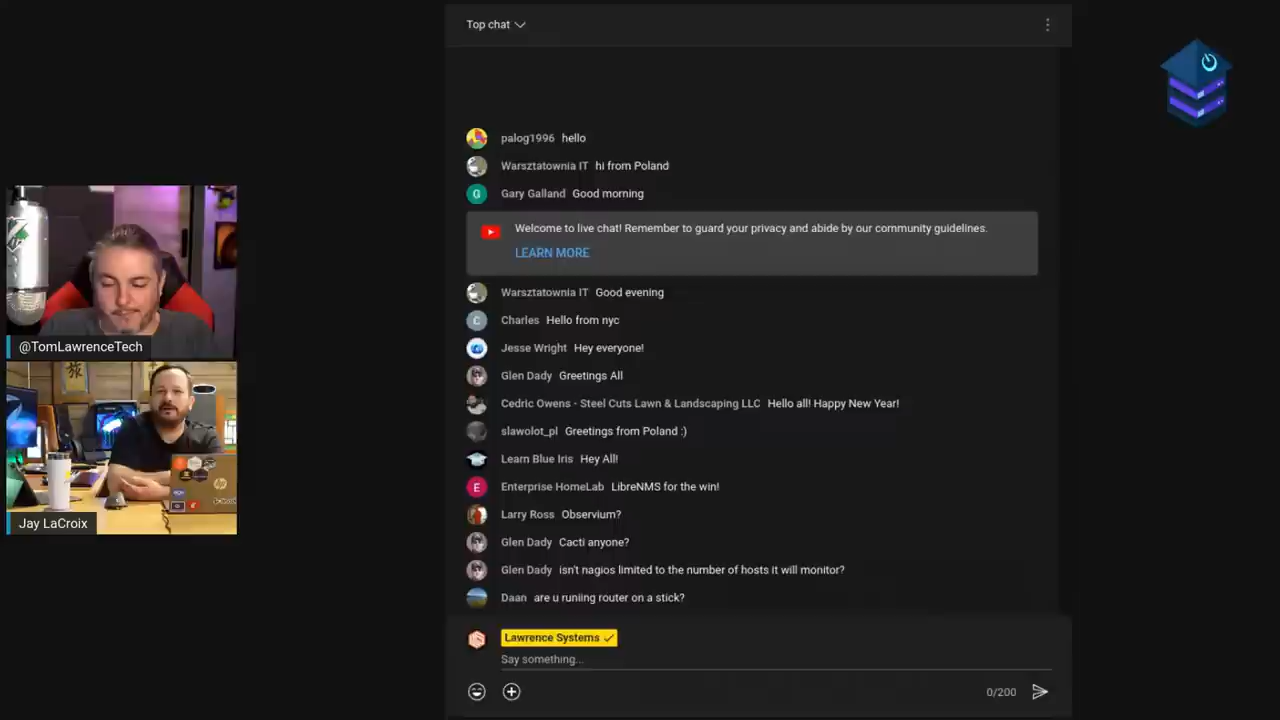 Top chat
palog1996 hello
Warsztatownia IT hi from Poland
G Gary Galland Good morning
Welcome to live chat! Remember to guard your privacy and abide by our community guidelines.
LEARN MORE
Warsztatownia IT Good evening
C Charles Hello from nyc
Jesse Wright Hey everyone!
Glen Dady Greetings All
Cedric Owens - Steel Cuts Lawn & Landscaping LLC Hello all! Happy New Year!
slawolot_pl Greetings from Poland :)
Learn Blue Iris Hey All!
E Enterprise HomeLab LibreNMS for the win!
Larry Ross Observium?
Glen Dady Cacti anyone?
Glen Dady isn't nagios limited to the number of hosts it will monitor?
Daan are u runiing router on a stick?
Lawrence Systems
Say something...
0/200
@TomLawrenceTech
旅
hp
Jay LaCroix